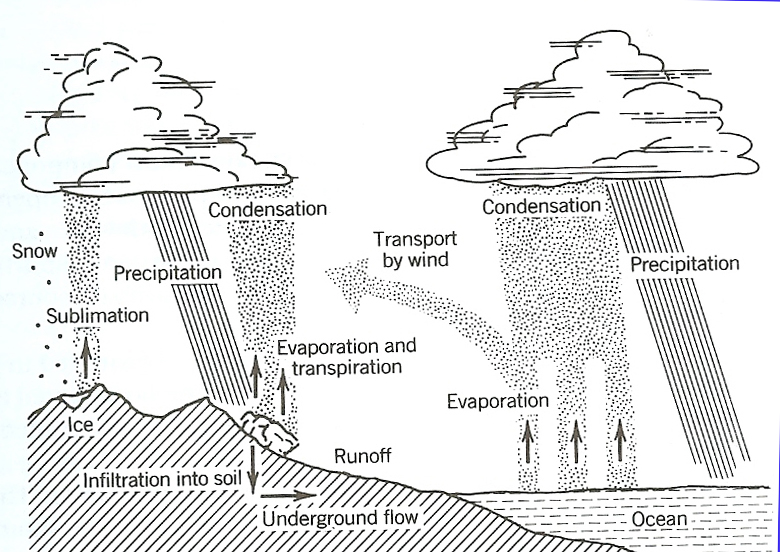 Condensation
Condensation
Snow
Transport
by wind
Precipitation
Precipitation
Sublimation
Evaporation and
transpiration
Evaporation
Ice
Runoff
Infiltration into soil
Underground flow
Ocean